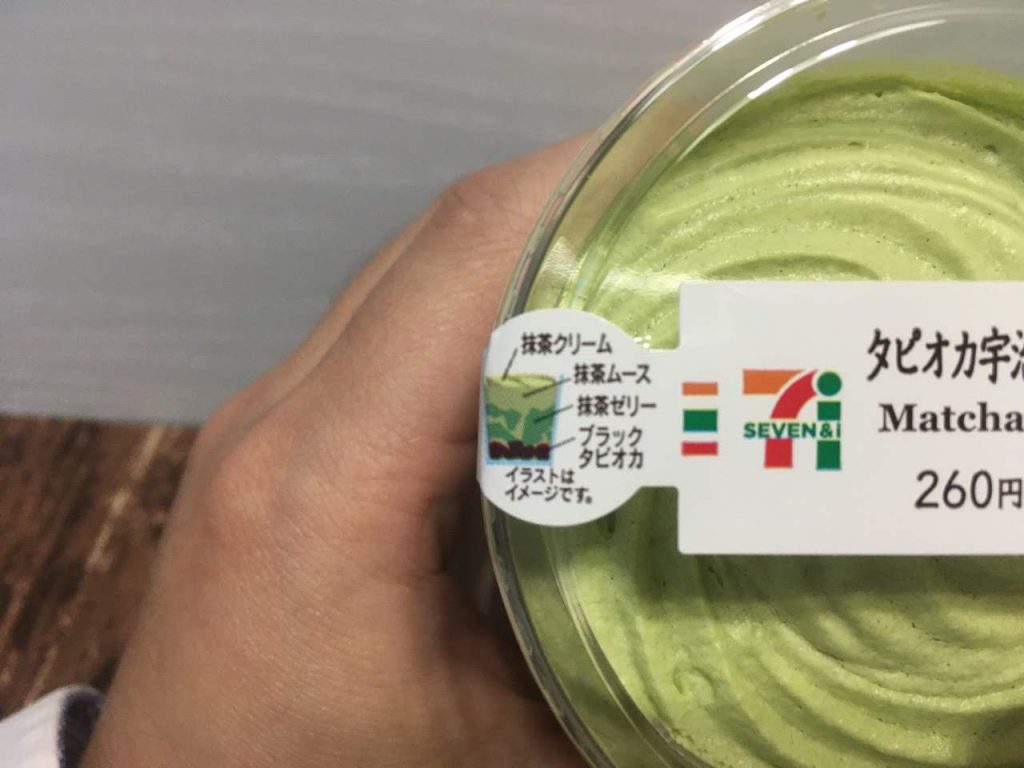 抹茶クリーム
抹茶ムース
抹茶ゼリー
ブラック
タピオカ
イラストは
イメージです。
SEVEN&i
タピオカ宇治
Matcha
260円